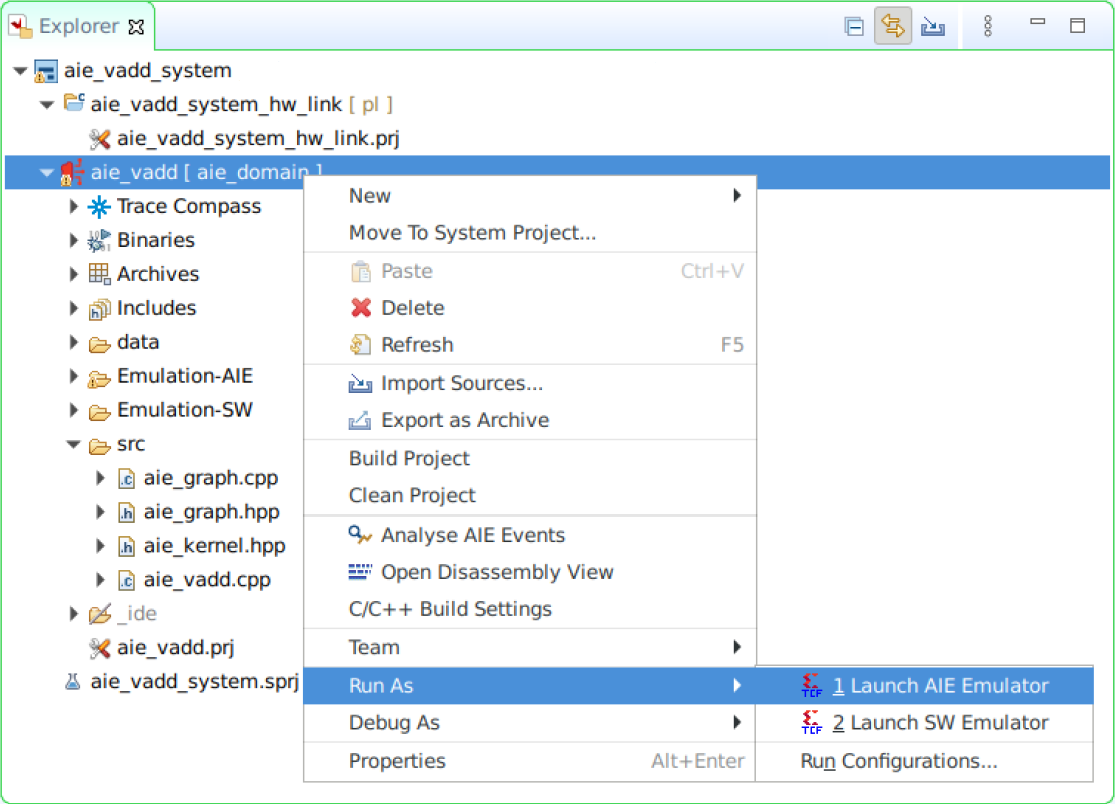 Explorer
aie_vadd_system
aie_vadd_system_hw_link [ pl ]
aie_vadd_system_hw_link.prj
aie_vadd [ aie_domain ]
Trace Compass
Binaries
Archives
Includes
data
Emulation-AIE
Emulation-SW
src
aie_graph.cpp
aie_graph.hpp
aie_kernel.hpp
aie_vadd.cpp
_ide
aie_vadd.prj
aie_vadd_system.sprj
New
Move To System Project...
Paste Ctrl+V
Delete
Refresh F5
Import Sources...
Export as Archive
Build Project
Clean Project
Analyse AIE Events
Open Disassembly View
C/C++ Build Settings
Team
Run As
Debug As
Properties Alt+Enter
TCF 1 Launch AIE Emulator
TCF 2 Launch SW Emulator
Run Configurations...